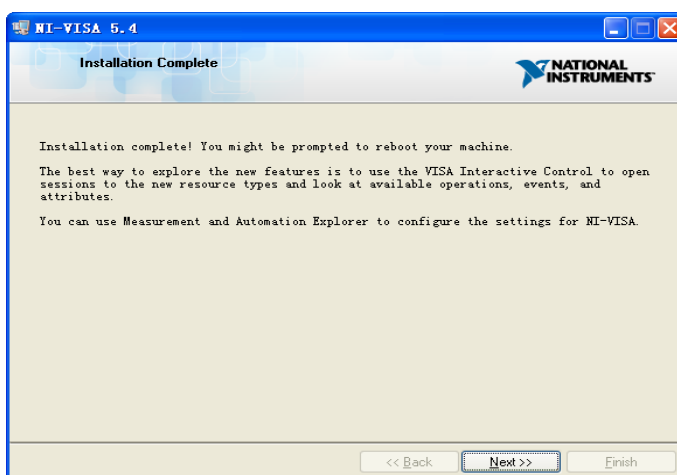 NI-VISA 5.4
Installation Complete
NATIONAL
INSTRUMENTS
Installation complete! You might be prompted to reboot your machine.
The best way to explore the new features is to use the VISA Interactive Control to open
sessions to the new resource types and look at available operations, events, and
attributes.
You can use Measurement and Automation Explorer to configure the settings for NI-VISA.
<< Back Next >> Finish